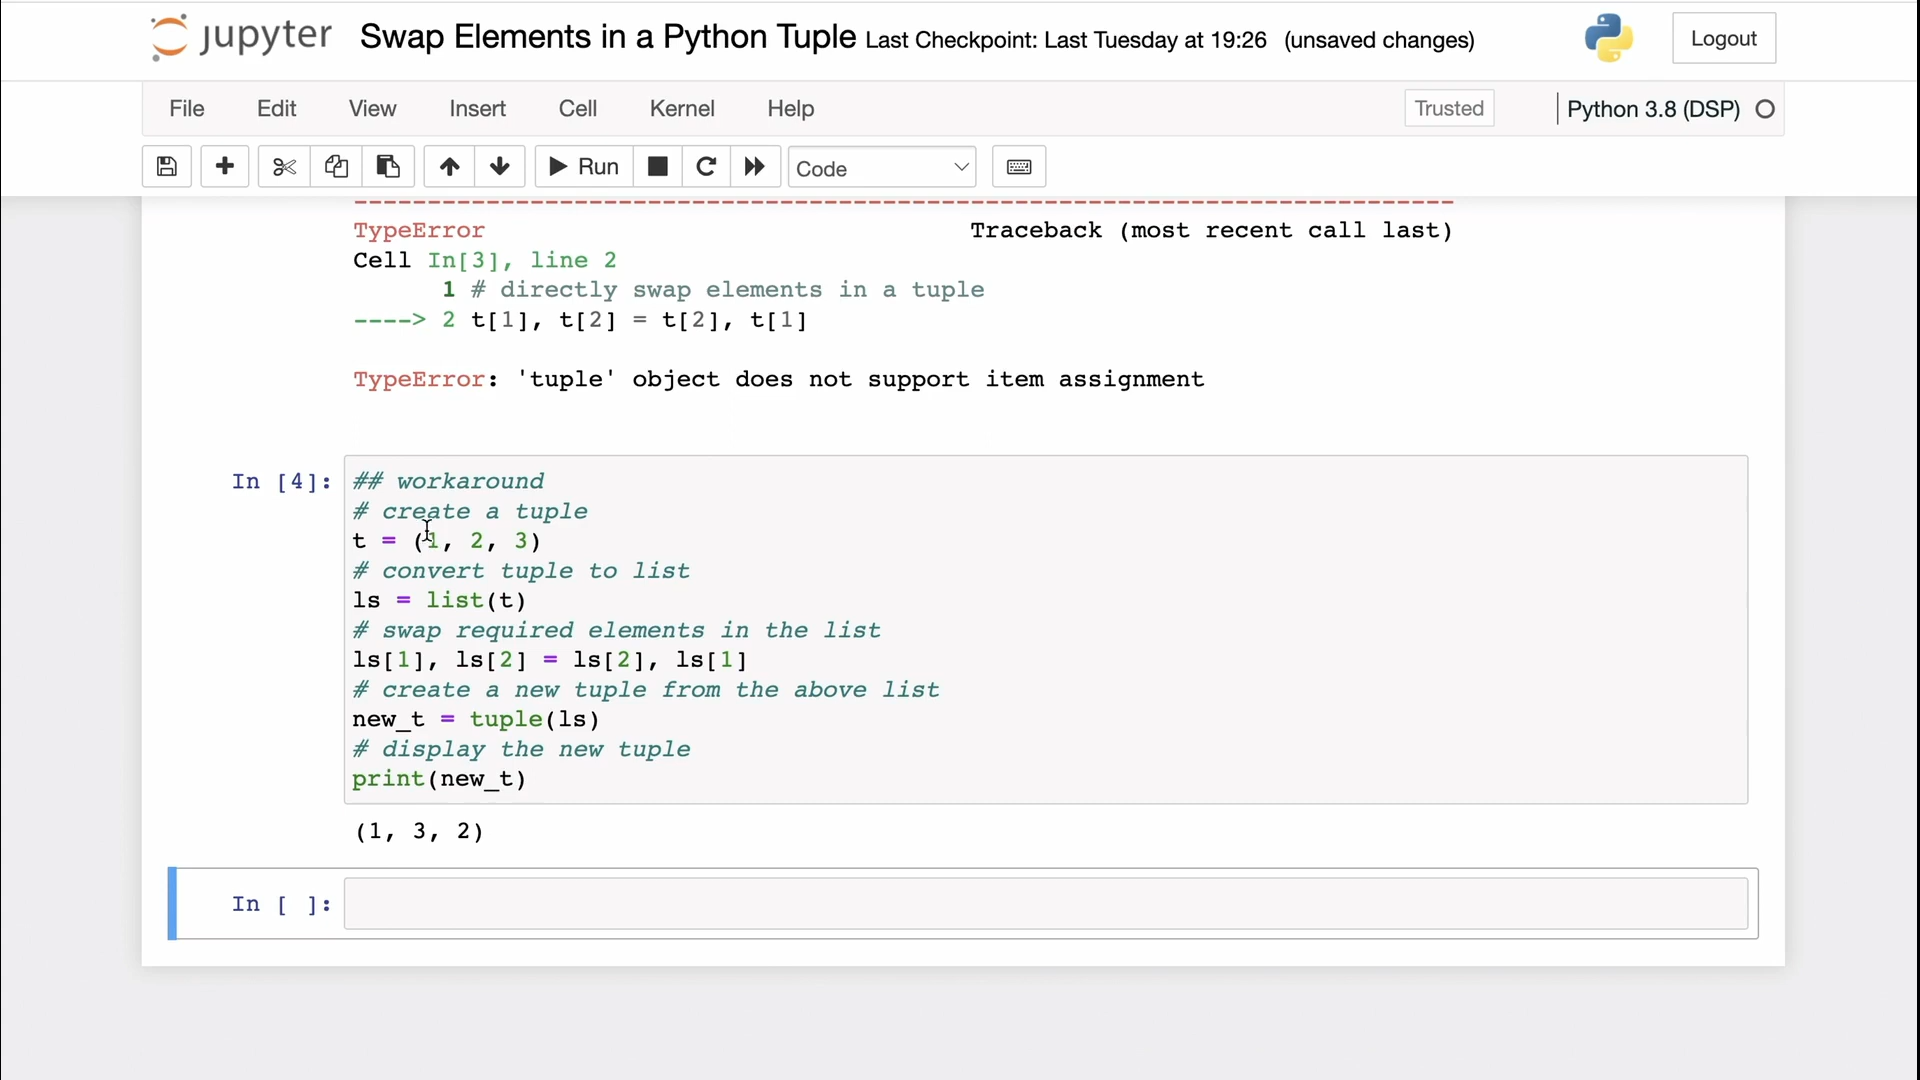 jupyter Swap Elements in a Python Tuple Last Checkpoint: Last Tuesday at 19:26 (unsaved changes) Logout
File Edit View Insert Cell Kernel Help Trusted Python 3.8 (DSP)
Run Code
TypeError Traceback (most recent call last)
Cell In[3], line 2
1 # directly swap elements in a tuple
----> 2 t[1], t[2] = t[2], t[1]
TypeError: 'tuple' object does not support item assignment
In [4]: ## workaround
# create a tuple
t = (1, 2, 3)
# convert tuple to list
ls = list(t)
# swap required elements in the list
ls[1], ls[2] = ls[2], ls[1]
# create a new tuple from the above list
new_t = tuple(ls)
# display the new tuple
print(new_t)
(1, 3, 2)
In [ ]: